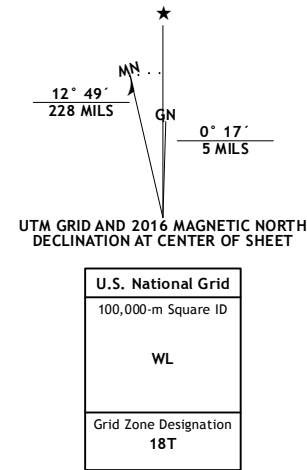 ★
MN
GN
12° 49´
228 MILS
0° 17´
5 MILS
UTM GRID AND 2016 MAGNETIC NORTH
DECLINATION AT CENTER OF SHEET
U.S. National Grid
100,000-m Square ID
WL
Grid Zone Designation
18T